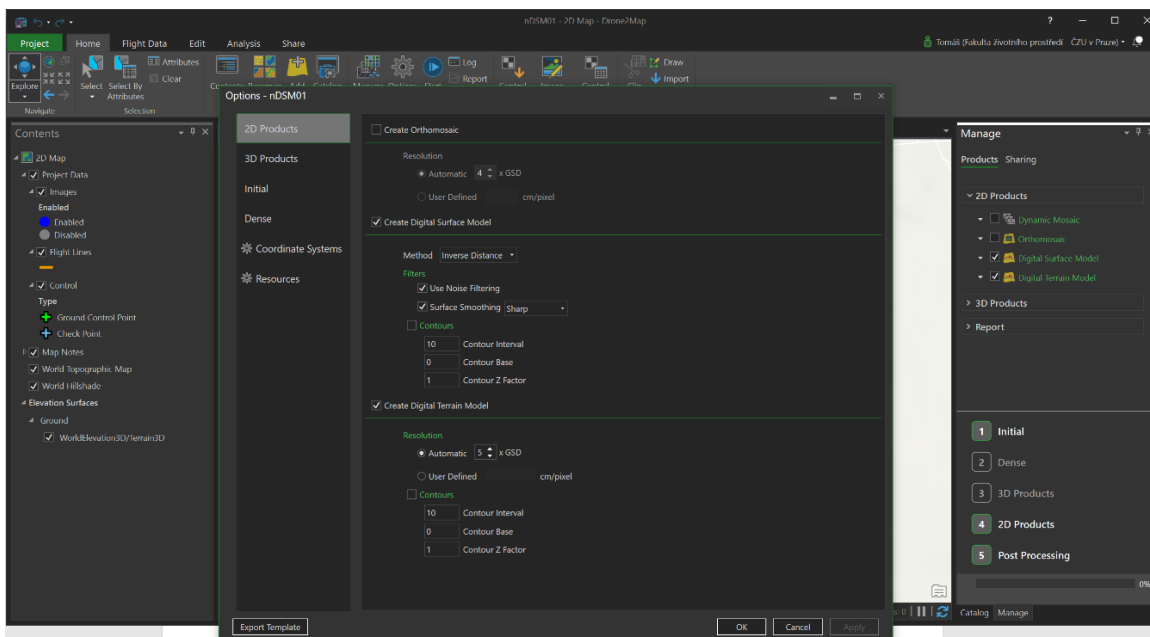 nDSM01 - 2D Map - Drone2Map
Project Home Flight Data Edit Analysis Share
Tomáš (Fakulta životního prostředí ČZU v Praze)
Explore
Navigate
Select
Select By Attributes
Attributes
Clear
Selection
Log
Report
Draw
Import
Contents
2D Map
Project Data
Images
Enabled
Enabled
Disabled
Flight Lines
Control
Type
Ground Control Point
Check Point
Map Notes
World Topographic Map
World Hillshade
Elevation Surfaces
Ground
WorldElevation3D/Terrain3D
Options - nDSM01
2D Products
3D Products
Initial
Dense
Coordinate Systems
Resources
Create Orthomosaic
Resolution
Automatic 4 x GSD
User Defined cm/pixel
Create Digital Surface Model
Method Inverse Distance
Filters
Use Noise Filtering
Surface Smoothing Sharp
Contours
10 Contour Interval
0 Contour Base
1 Contour Z Factor
Create Digital Terrain Model
Resolution
Automatic 5 x GSD
User Defined cm/pixel
Contours
10 Contour Interval
0 Contour Base
1 Contour Z Factor
Export Template
OK Cancel Apply
Manage
Products Sharing
2D Products
Dynamic Mosaic
Orthomosaic
Digital Surface Model
Digital Terrain Model
3D Products
Report
1 Initial
2 Dense
3 3D Products
4 2D Products
5 Post Processing
0%
Catalog Manage